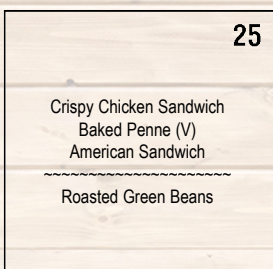 25
Crispy Chicken Sandwich
Baked Penne (V)
American Sandwich
~~~~~~~~~~~~~~~~~~~~~
Roasted Green Beans